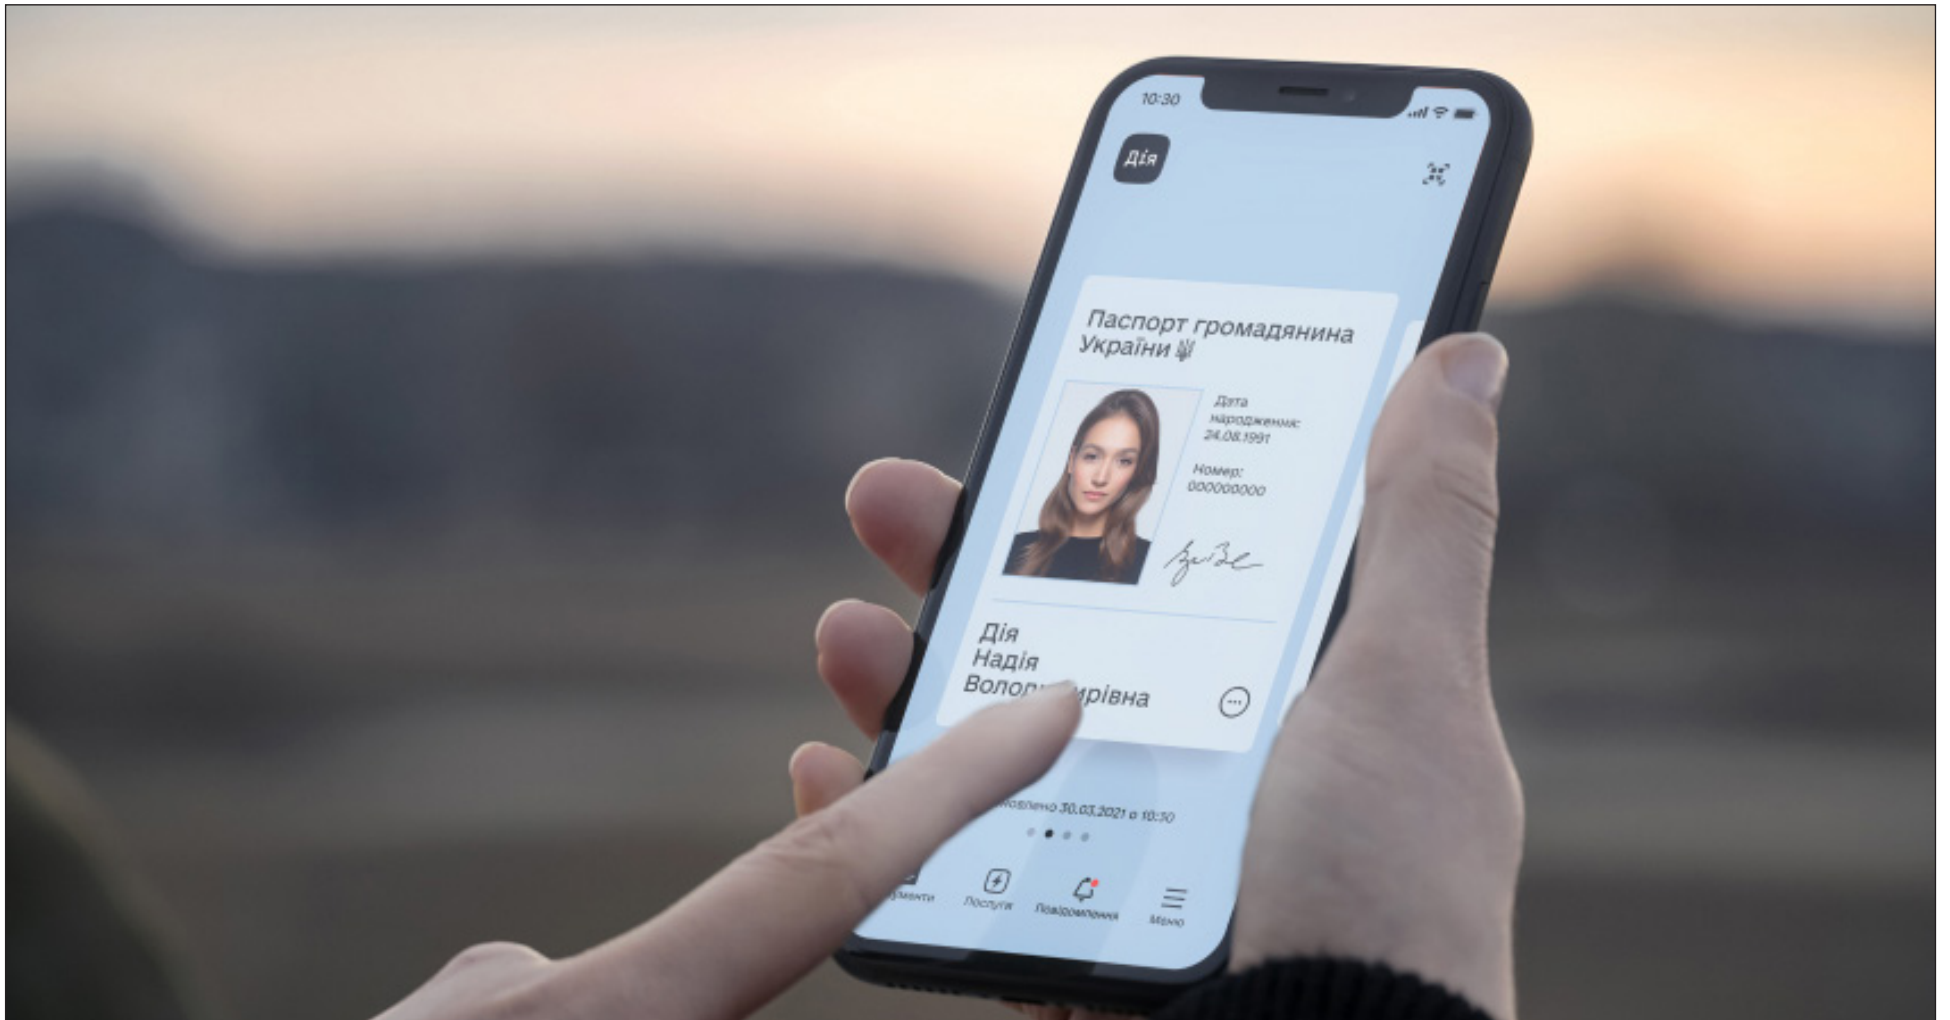 10:30
Дія
Паспорт громадянина
України
Дата
народження:
24.08.1991
Номер:
000000000
Дія
Надія
30.03.2021 о 10:30
Послуги
Повідомлення
Меню